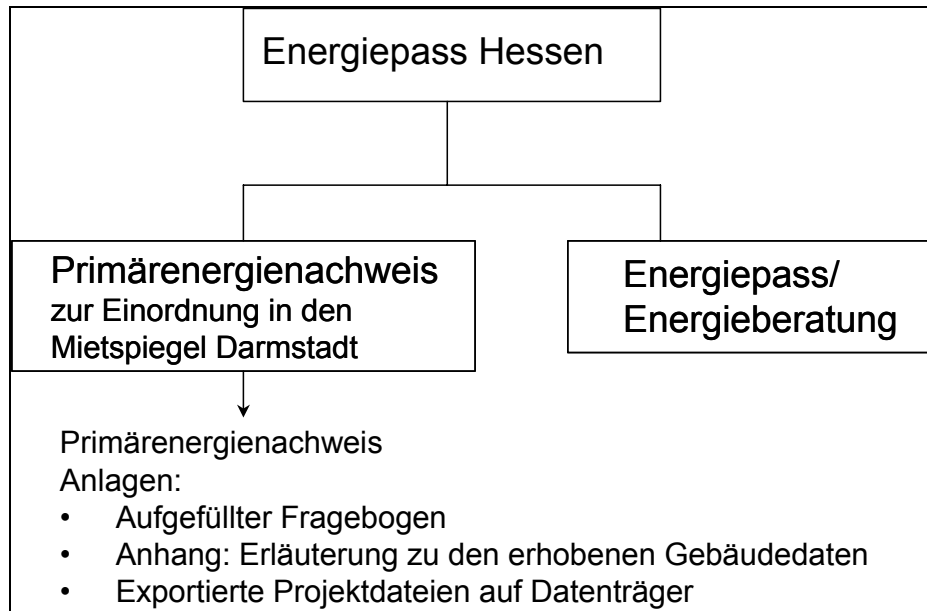 Energiepass Hessen
Primärenergienachweis
zur Einordnung in den
Mietspiegel Darmstadt
Energiepass/
Energieberatung
Primärenergienachweis
Anlagen:
• Aufgefüllter Fragebogen
• Anhang: Erläuterung zu den erhobenen Gebäudedaten
• Exportierte Projektdateien auf Datenträger